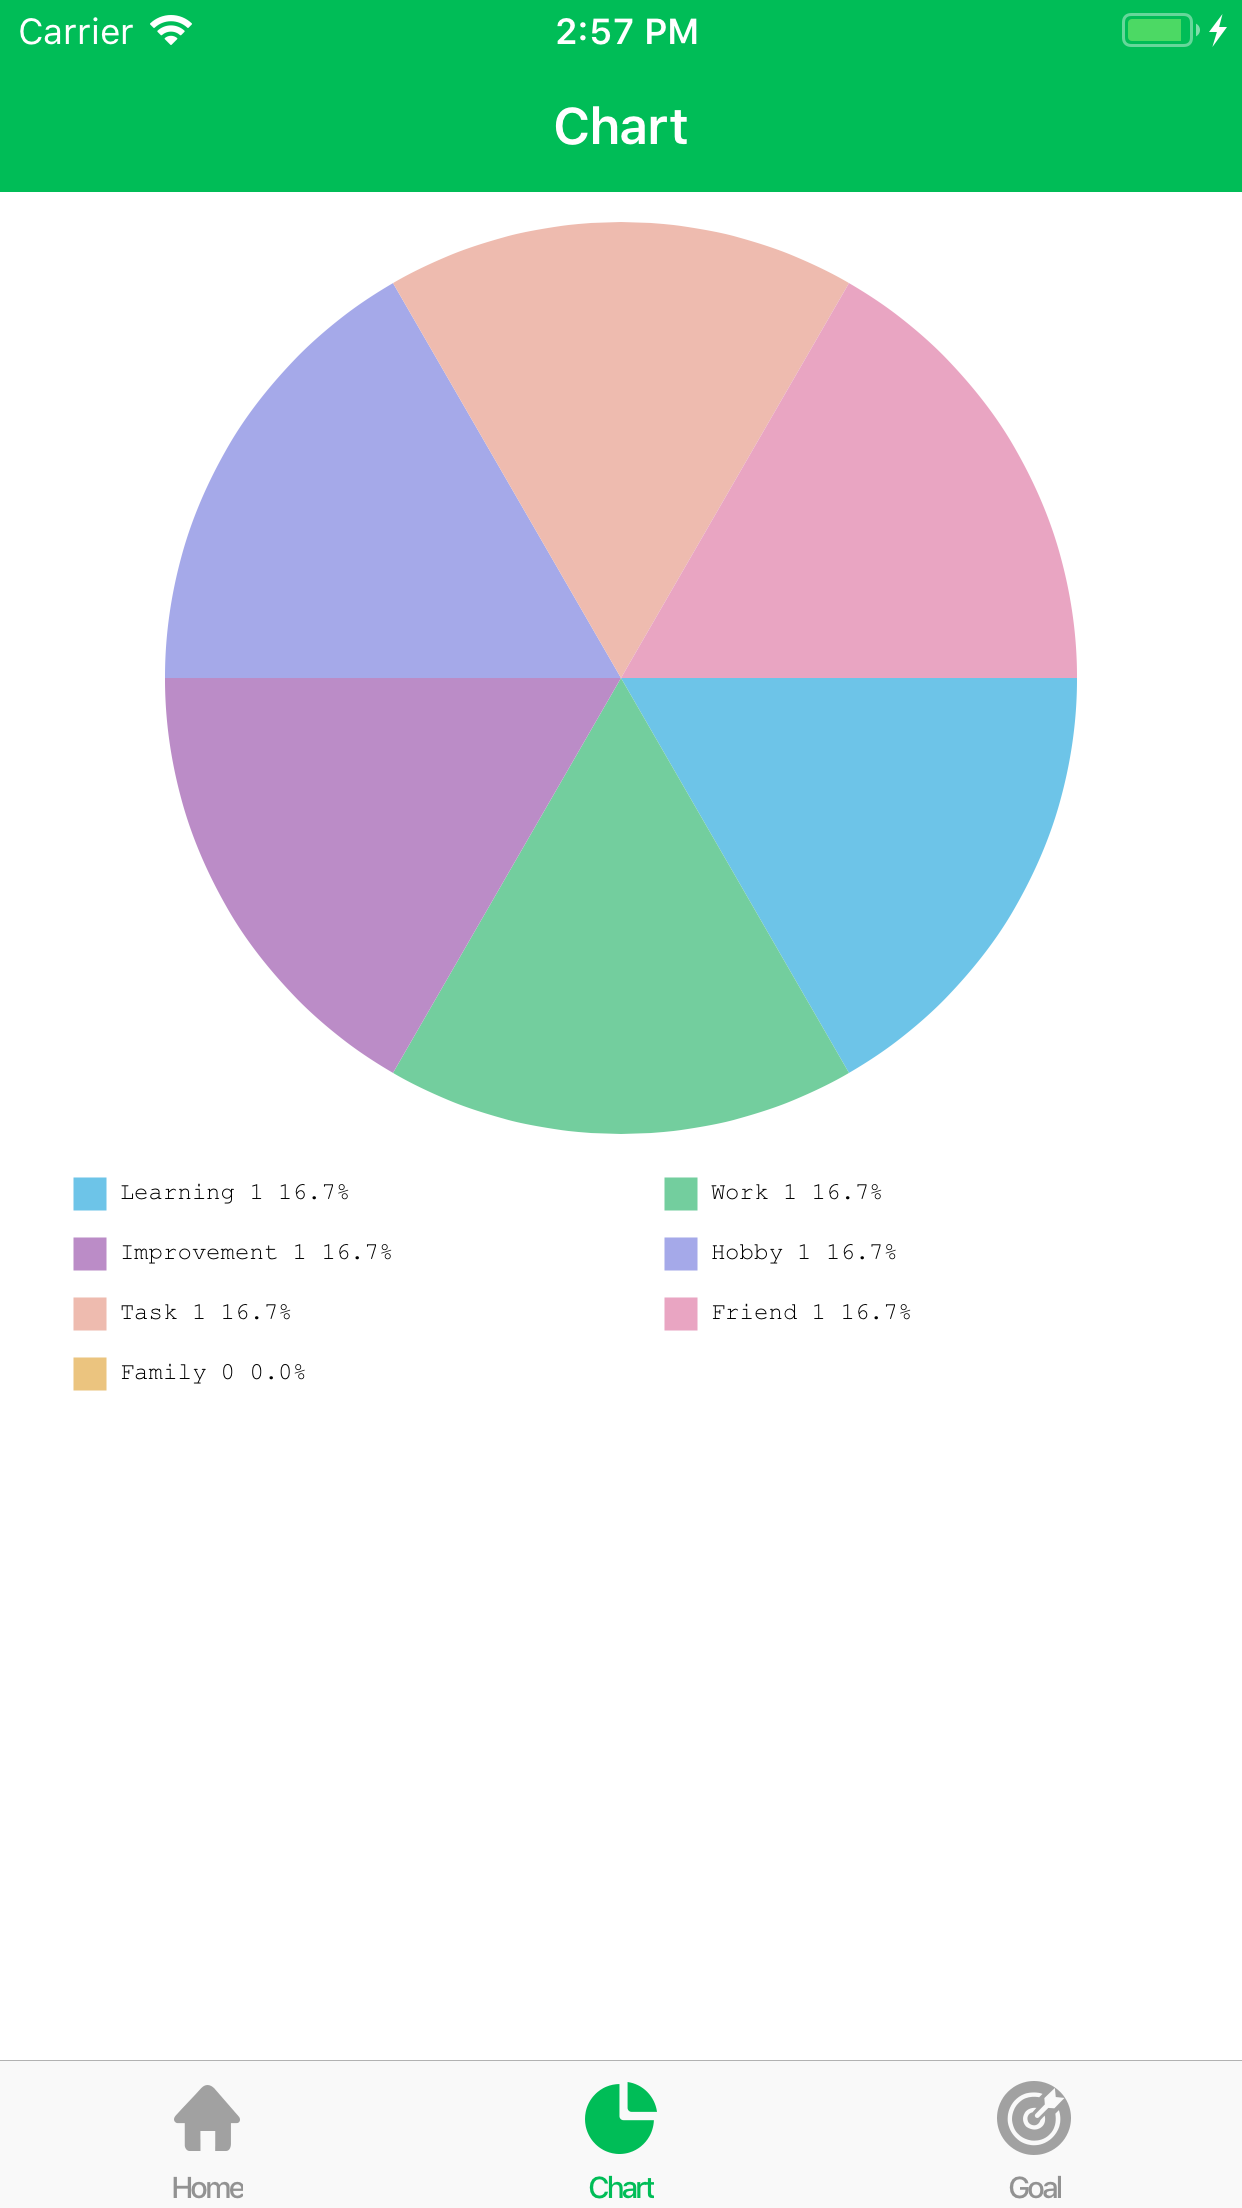 Carrier 2:57 PM
Chart
Learning 1 16.7% Work 1 16.7%
Improvement 1 16.7% Hobby 1 16.7%
Task 1 16.7% Friend 1 16.7%
Family 0 0.0%
Home Chart Goal